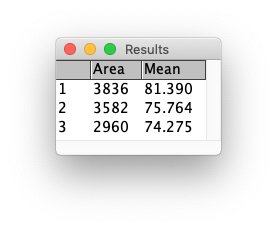 Results
Area Mean
1 3836 81.390
2 3582 75.764
3 2960 74.275